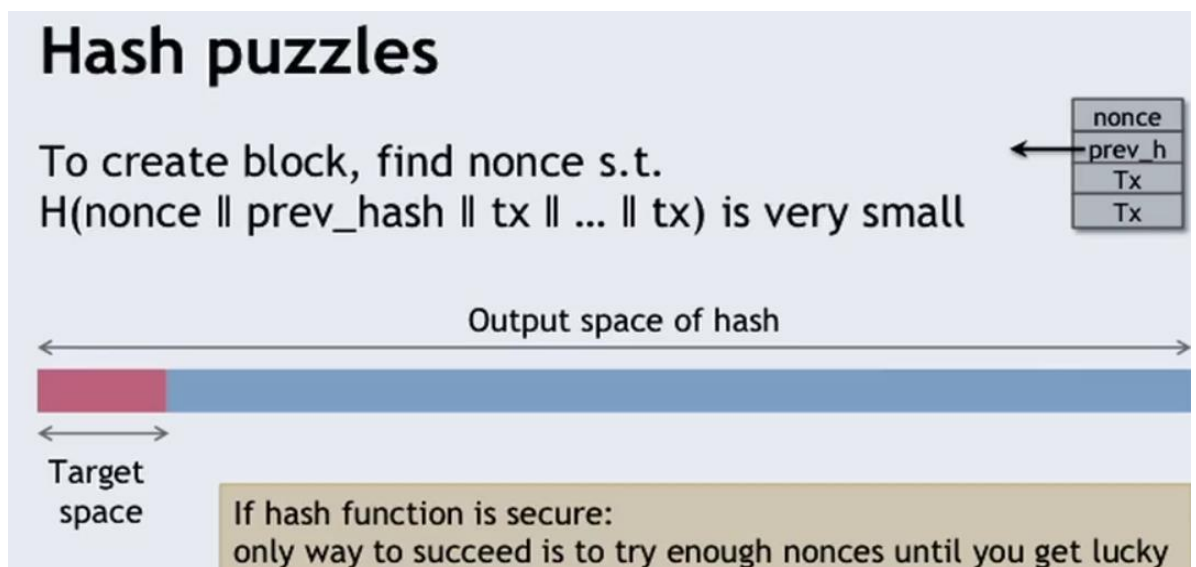 Hash puzzles
To create block, find nonce s.t.
H(nonce ‖ prev_hash ‖ tx ‖ ... ‖ tx) is very small
nonce
prev_h
Tx
Tx
Output space of hash
Target
space
If hash function is secure:
only way to succeed is to try enough nonces until you get lucky